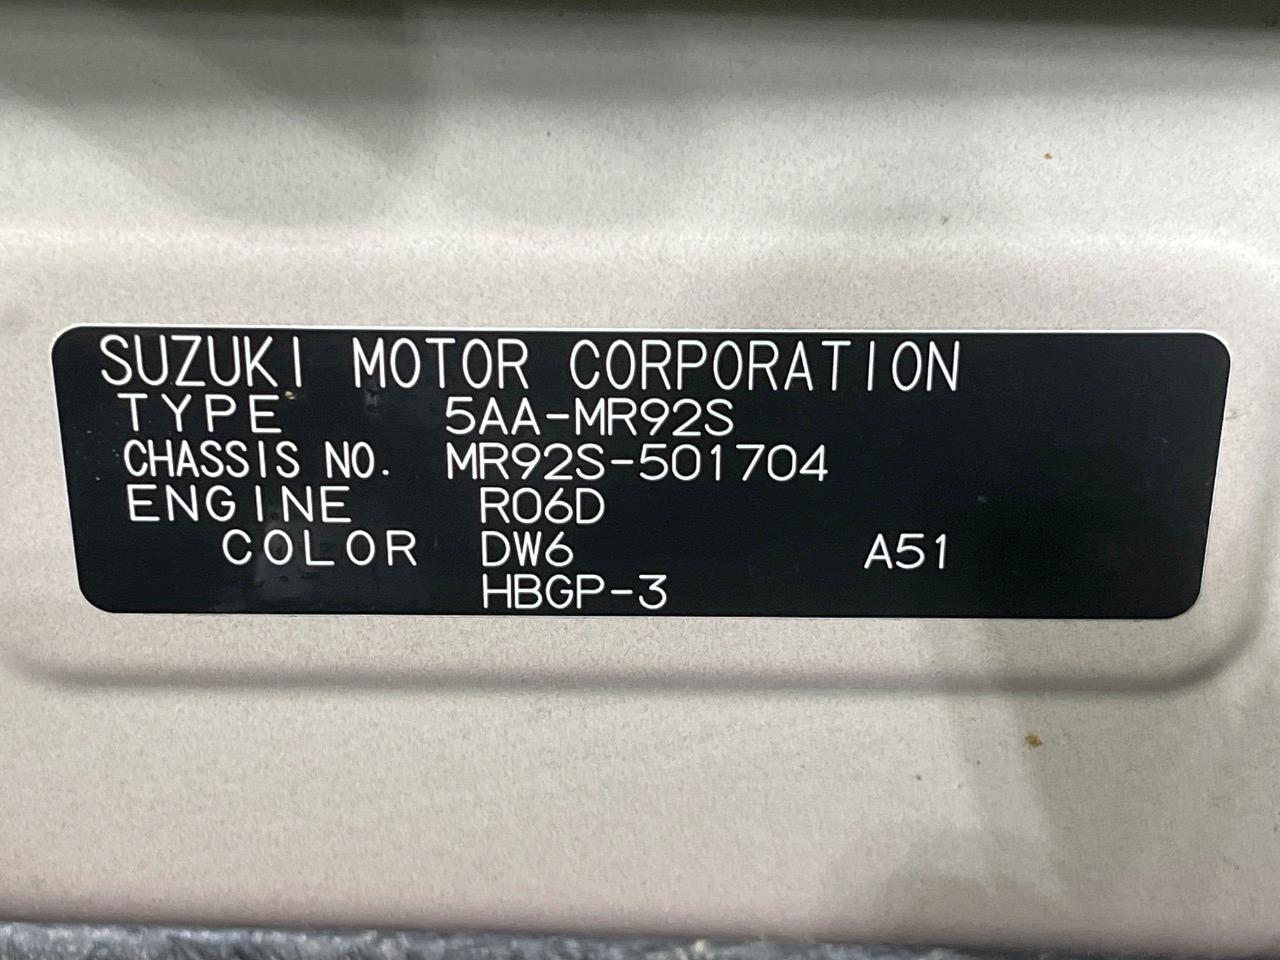 SUZUKI MOTOR CORPORATION
TYPE 5AA-MR92S
CHASSIS NO. MR92S-501704
ENGINE R06D
COLOR DW6 A51
HBGP-3